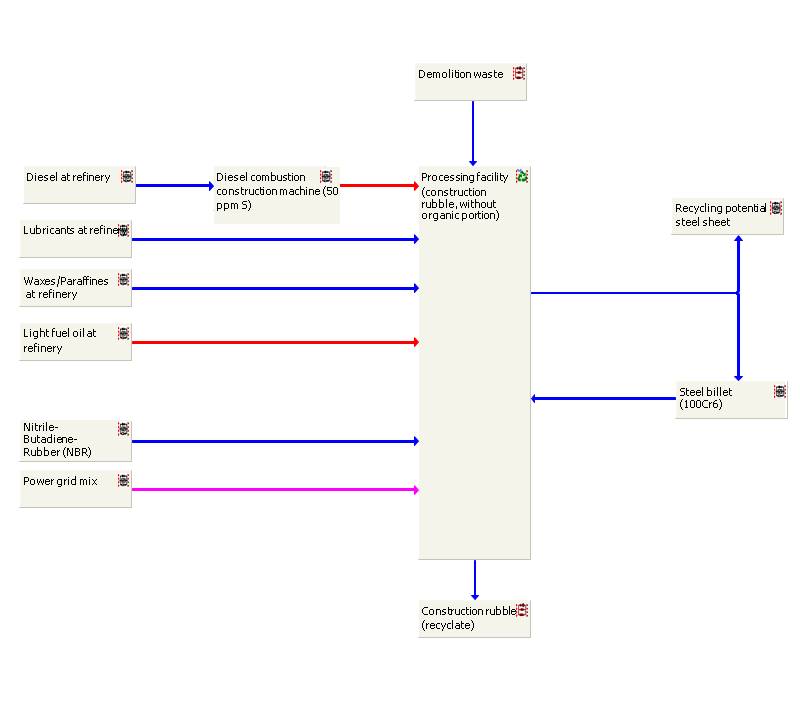 Demolition waste
Diesel at refinery
Diesel combustion
construction machine (50
ppm S)
Processing facility
(construction
rubble, without
organic portion)
Recycling potential
steel sheet
Lubricants at refine
Waxes/Paraffines
at refinery
Light fuel oil at
refinery
Steel billet
(100Cr6)
Nitrile-
Butadiene-
Rubber (NBR)
Power grid mix
Construction rubble
(recyclate)